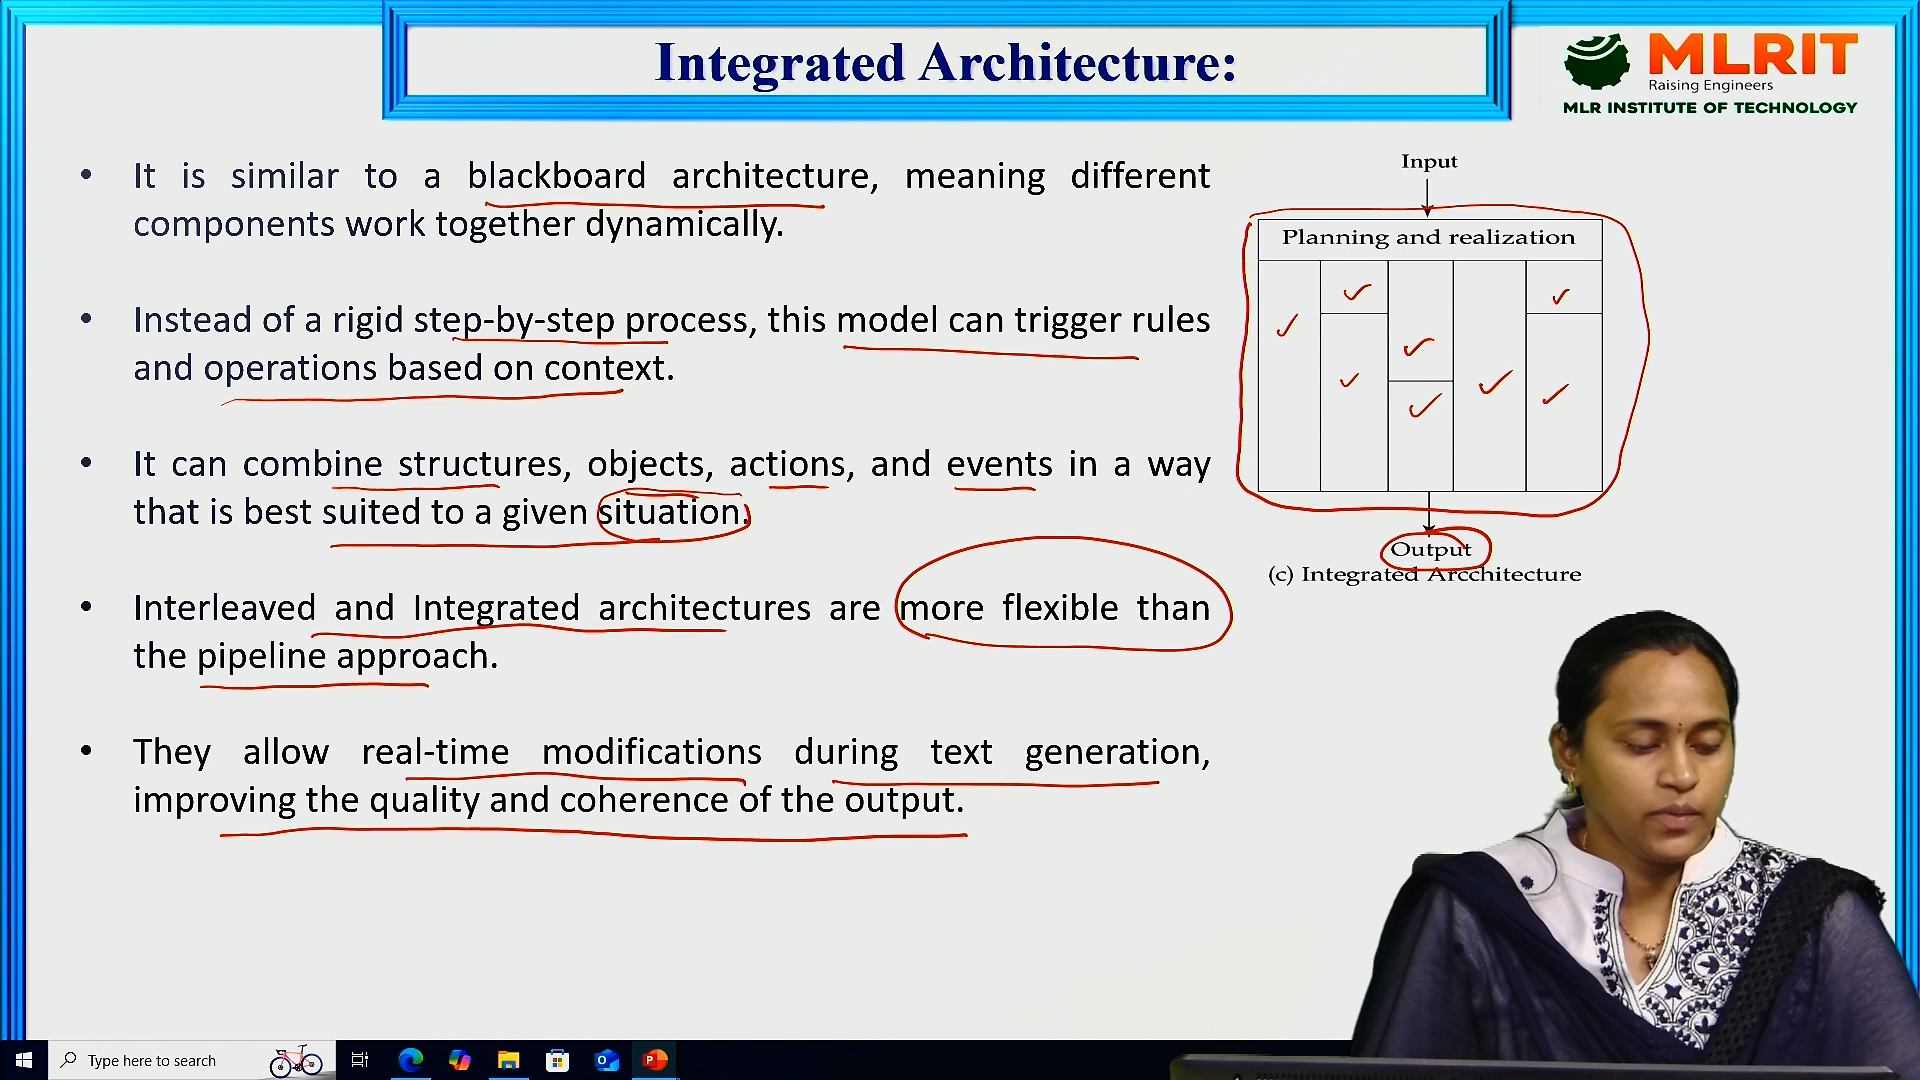 Integrated Architecture:
MLRIT
Raising Engineers
MLR INSTITUTE OF TECHNOLOGY
• It is similar to a blackboard architecture, meaning different
components work together dynamically.
• Instead of a rigid step-by-step process, this model can trigger rules
and operations based on context.
• It can combine structures, objects, actions, and events in a way
that is best suited to a given situation.
• Interleaved and Integrated architectures are more flexible than
the pipeline approach.
• They allow real-time modifications during text generation,
improving the quality and coherence of the output.
Input
Planning and realization
Output
(c) Integrated Arcchitecture
Type here to search